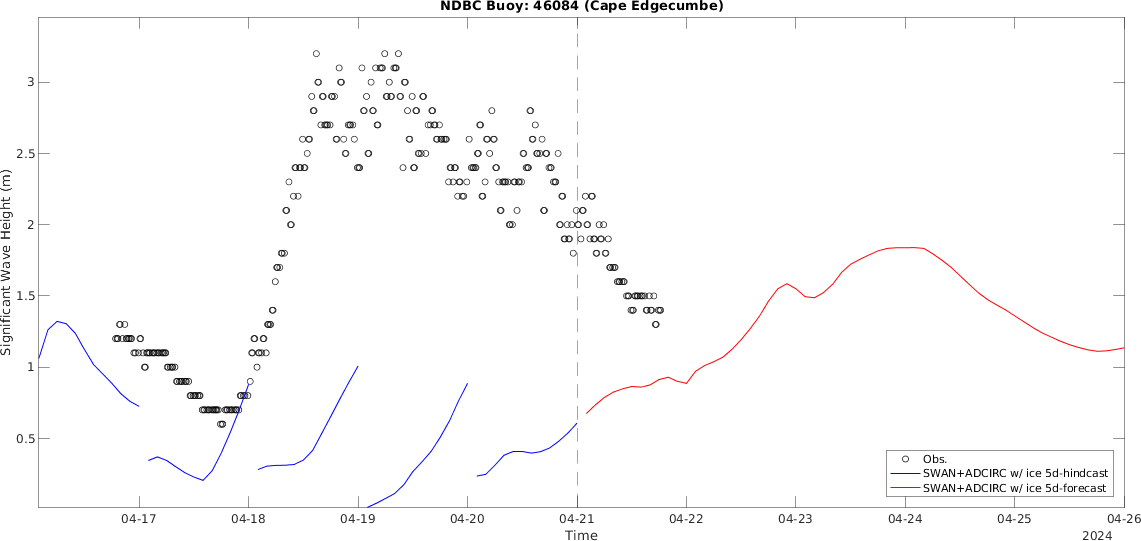 NDBC Buoy: 46084 (Cape Edgecumbe)
Significant Wave Height (m)
3
2.5
2
1.5
1
0.5
Obs.
SWAN+ADCIRC w/ ice 5d-hindcast
SWAN+ADCIRC w/ ice 5d-forecast
04-17 04-18 04-19 04-20 04-21 04-22 04-23 04-24 04-25 04-26
Time
2024